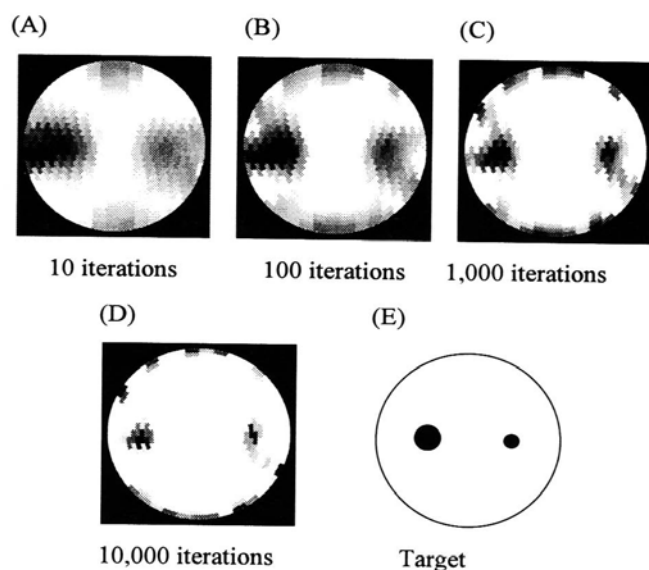 (A)
(B)
(C)
10 iterations
100 iterations
1,000 iterations
(D)
(E)
10,000 iterations
Target